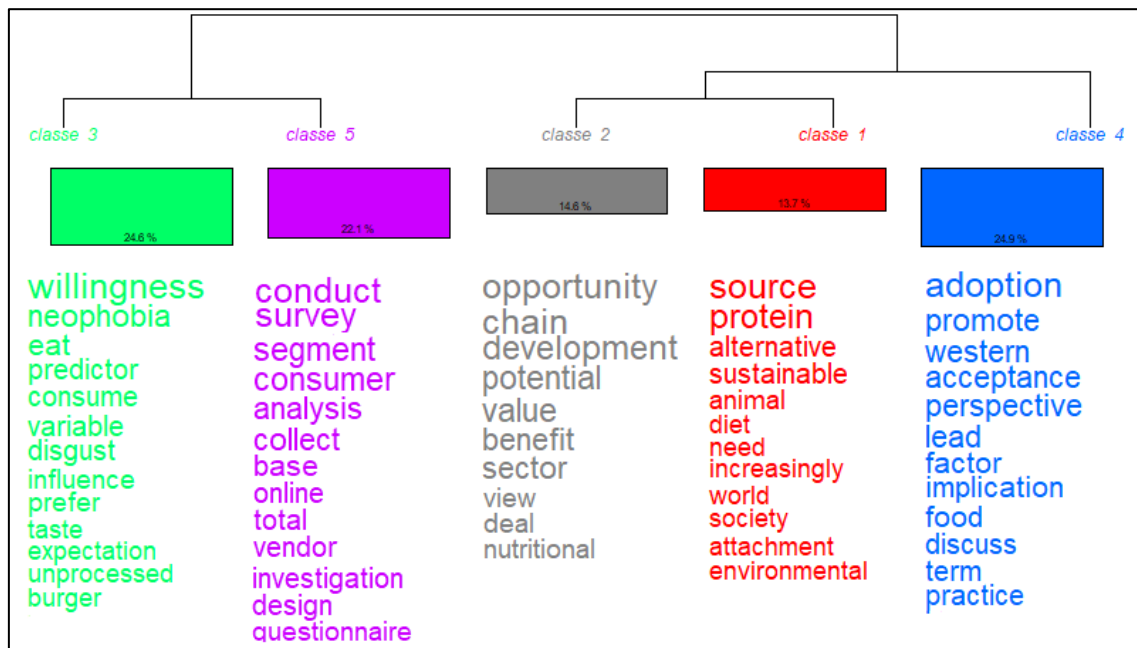 classe 3
classe 5
classe 2
classe 1
classe 4
24.6 %
22.1 %
14.6 %
13.7 %
24.9 %
willingness
neophobia
eat
predictor
consume
variable
disgust
influence
prefer
taste
expectation
unprocessed
burger
conduct
survey
segment
consumer
analysis
collect
base
online
total
vendor
investigation
design
questionnaire
opportunity
chain
development
potential
value
benefit
sector
view
deal
nutritional
source
protein
alternative
sustainable
animal
diet
need
increasingly
world
society
attachment
environmental
adoption
promote
western
acceptance
perspective
lead
factor
implication
food
discuss
term
practice